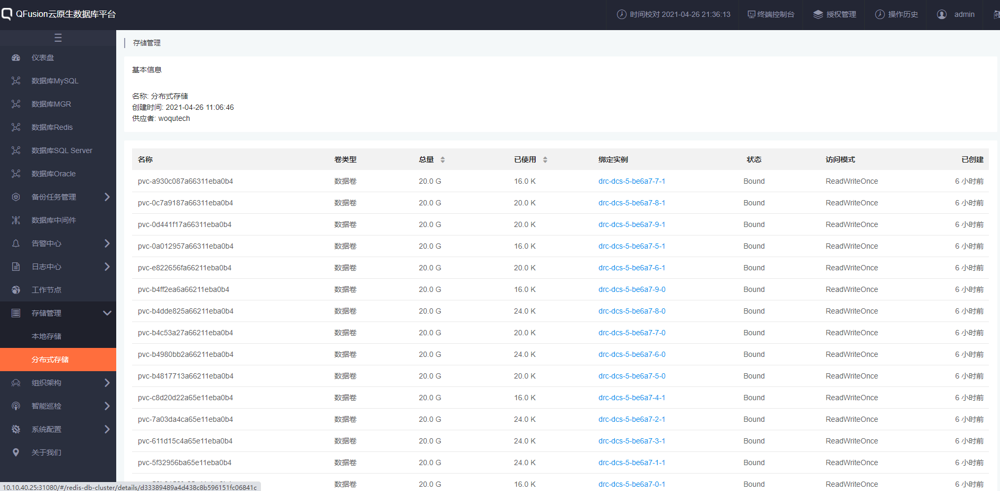 QFusion云原生数据库平台
时间校对 2021-04-26 21:36:13
终端控制台
授权管理
操作历史
admin
仪表盘
数据库MySQL
数据库MGR
数据库Redis
数据库SQL Server
数据库Oracle
备份任务管理
数据库中间件
告警中心
日志中心
工作节点
存储管理
本地存储
分布式存储
组织架构
智能巡检
系统配置
关于我们
存储管理
基本信息
名称: 分布式存储
创建时间: 2021-04-26 11:06:46
供应者: woqutech
名称 卷类型 总量 已使用 绑定实例 状态 访问模式 已创建
pvc-a930c087a66311eba0b4 数据卷 20.0 G 16.0 K drc-dcs-5-be6a7-7-1 Bound ReadWriteOnce 6 小时前
pvc-0c7a9187a66311eba0b4 数据卷 20.0 G 20.0 K drc-dcs-5-be6a7-8-1 Bound ReadWriteOnce 6 小时前
pvc-0d441f17a66311eba0b4 数据卷 20.0 G 20.0 K drc-dcs-5-be6a7-9-1 Bound ReadWriteOnce 6 小时前
pvc-0a012957a66311eba0b4 数据卷 20.0 G 16.0 K drc-dcs-5-be6a7-5-1 Bound ReadWriteOnce 6 小时前
pvc-e822656fa66211eba0b4 数据卷 20.0 G 20.0 K drc-dcs-5-be6a7-6-1 Bound ReadWriteOnce 6 小时前
pvc-b4ff2ea6a66211eba0b4 数据卷 20.0 G 16.0 K drc-dcs-5-be6a7-9-0 Bound ReadWriteOnce 6 小时前
pvc-b4dde825a66211eba0b4 数据卷 20.0 G 24.0 K drc-dcs-5-be6a7-8-0 Bound ReadWriteOnce 6 小时前
pvc-b4c53a27a66211eba0b4 数据卷 20.0 G 20.0 K drc-dcs-5-be6a7-7-0 Bound ReadWriteOnce 6 小时前
pvc-b4980bb2a66211eba0b4 数据卷 20.0 G 24.0 K drc-dcs-5-be6a7-6-0 Bound ReadWriteOnce 6 小时前
pvc-b4817713a66211eba0b4 数据卷 20.0 G 20.0 K drc-dcs-5-be6a7-5-0 Bound ReadWriteOnce 6 小时前
pvc-c8d20d22a65e11eba0b4 数据卷 20.0 G 16.0 K drc-dcs-5-be6a7-4-1 Bound ReadWriteOnce 6 小时前
pvc-7a03da4ca65e11eba0b4 数据卷 20.0 G 24.0 K drc-dcs-5-be6a7-2-1 Bound ReadWriteOnce 6 小时前
pvc-611d15c4a65e11eba0b4 数据卷 20.0 G 24.0 K drc-dcs-5-be6a7-3-1 Bound ReadWriteOnce 6 小时前
pvc-5f32956ba65e11eba0b4 数据卷 20.0 G 24.0 K drc-dcs-5-be6a7-1-1 Bound ReadWriteOnce 6 小时前
数据卷 20.0 G 16.0 K drc-dcs-5-be6a7-0-1 Bound ReadWriteOnce 6 小时前
10.10.40.25:31080/#/redis-db-cluster/details/d33389489a4d438c8b596151fc06841c